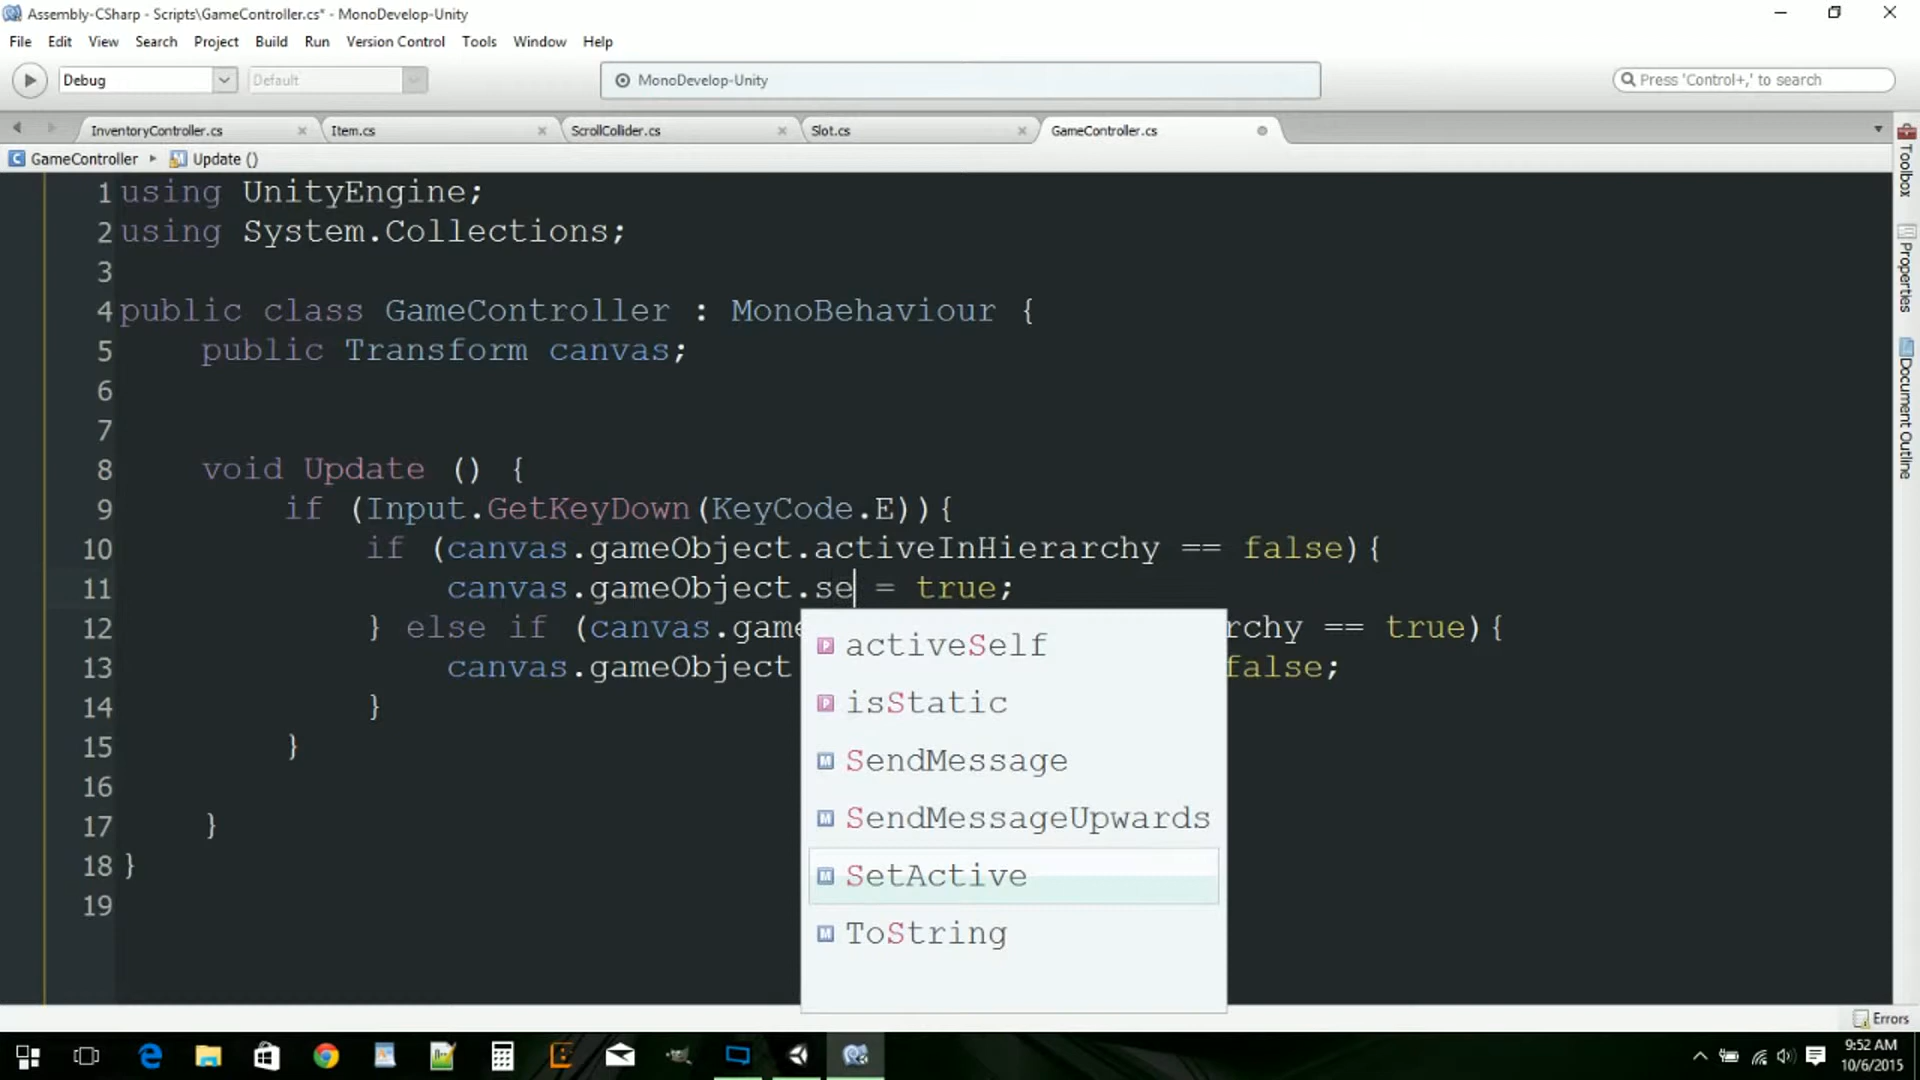 Assembly-CSharp - Scripts\GameController.cs* - MonoDevelop-Unity
File Edit View Search Project Build Run Version Control Tools Window Help
Debug Default MonoDevelop-Unity Press 'Control+,' to search
InventoryController.cs Item.cs ScrollCollider.cs Slot.cs GameController.cs
GameController Update ()
1 using UnityEngine;
2 using System.Collections;
3
4 public class GameController : MonoBehaviour {
5 public Transform canvas;
6
7
8 void Update () {
9 if (Input.GetKeyDown(KeyCode.E)){
10 if (canvas.gameObject.activeInHierarchy == false){
11 canvas.gameObject.se = true;
12 } else if (canvas.game rchy == true){
13 canvas.gameObject false;
14 }
15 }
16
17 }
18 }
19
activeSelf
isStatic
SendMessage
SendMessageUpwards
SetActive
ToString
Toolbox
Properties
Document Outline
Errors
9:52 AM
10/6/2015